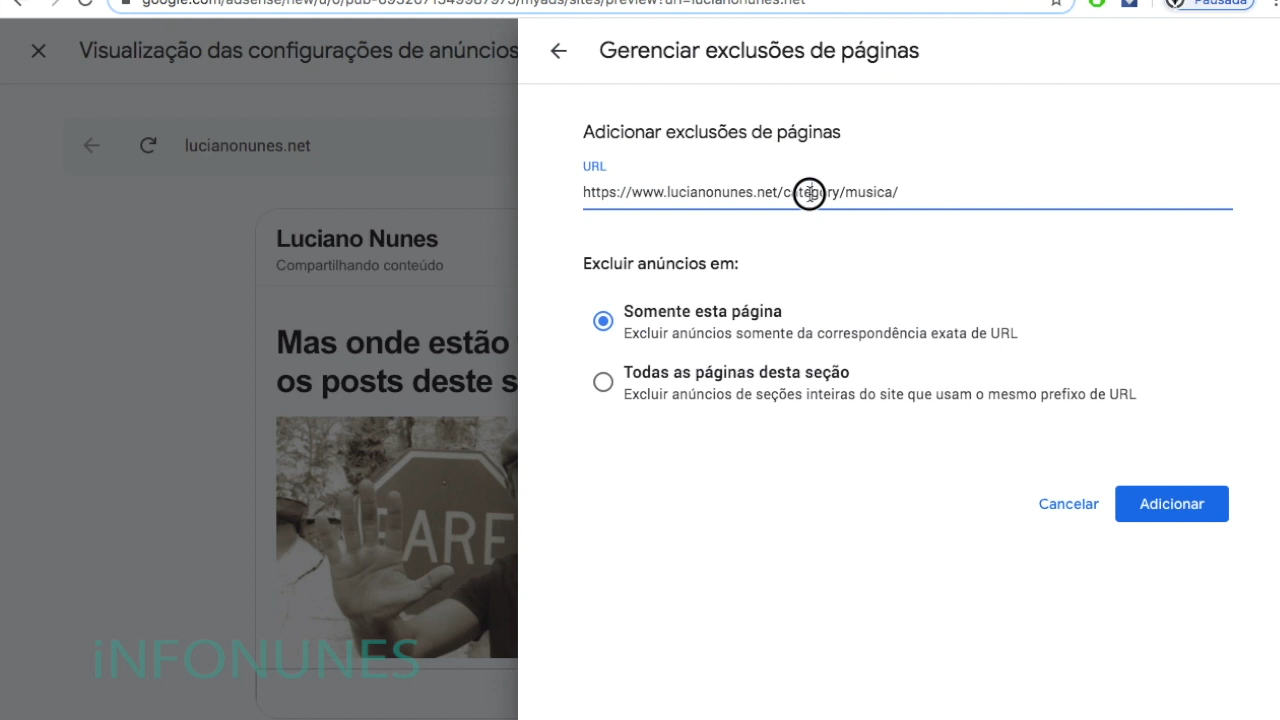 Pausada
Visualização das configurações de anúncios
Gerenciar exclusões de páginas
lucianonunes.net
Adicionar exclusões de páginas
URL
https://www.lucianonunes.net/category/musica/
Luciano Nunes
Compartilhando conteúdo
Excluir anúncios em:
Somente esta página
Excluir anúncios somente da correspondência exata de URL
Mas onde estão
os posts deste s
Todas as páginas desta seção
Excluir anúncios de seções inteiras do site que usam o mesmo prefixo de URL
ARE
Cancelar
Adicionar
iNFONUNES